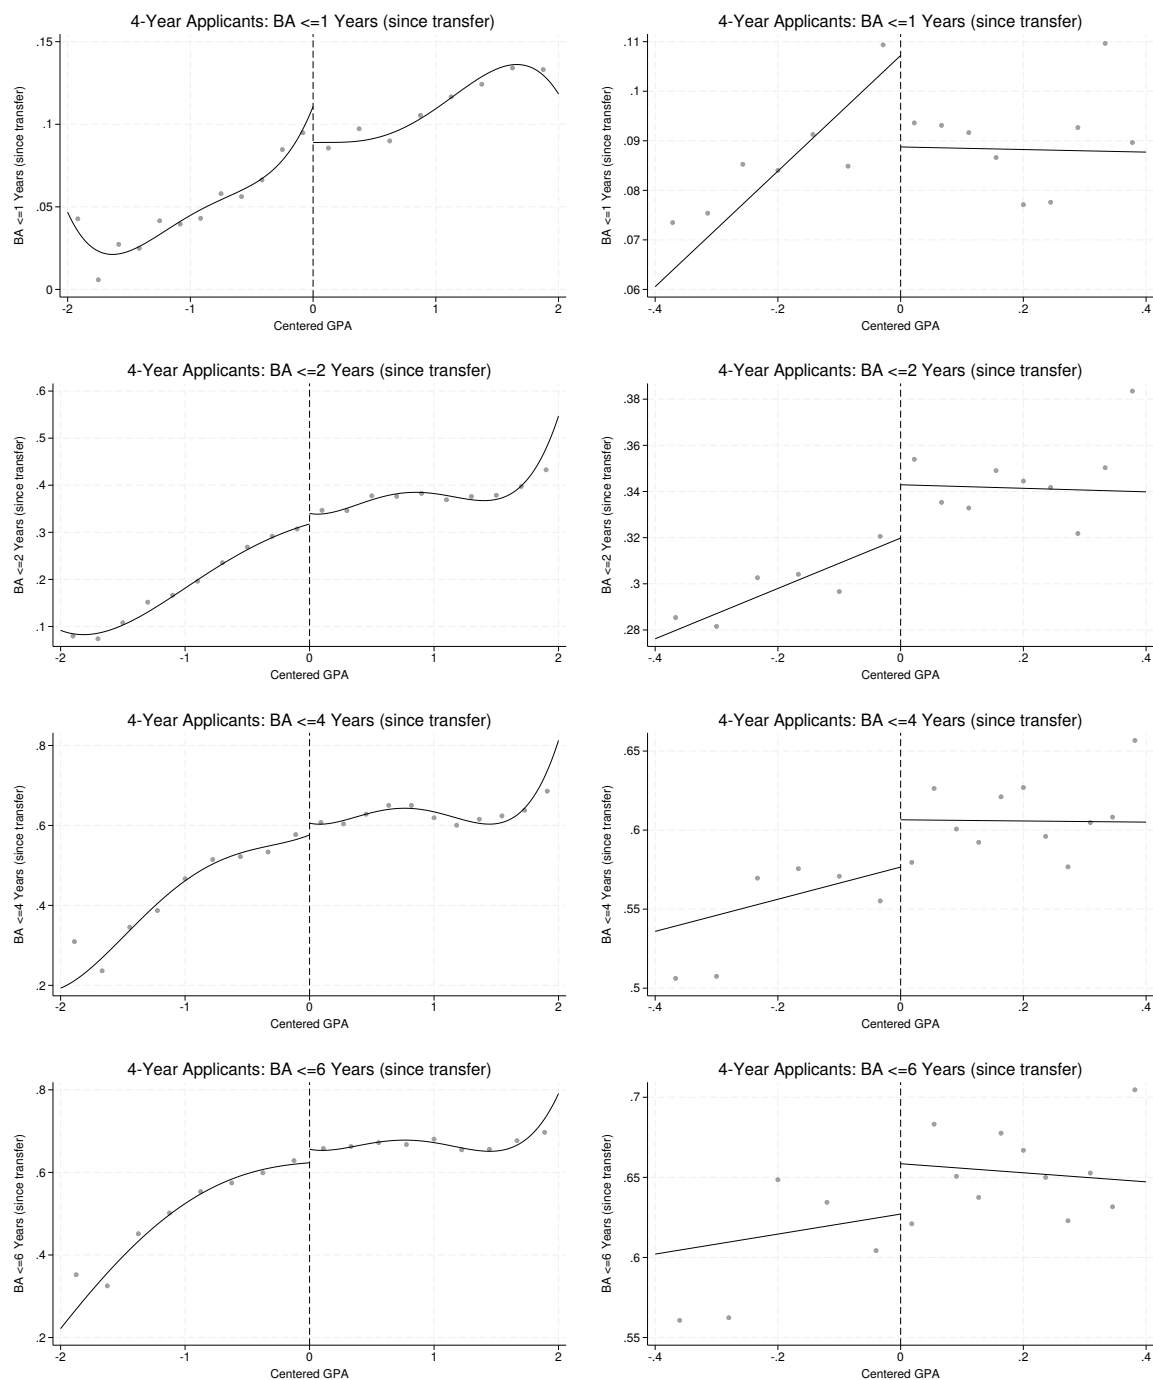 4-Year Applicants: BA <=1 Years (since transfer)
BA <=1 Years (since transfer)
.15
.1
.05
0
-2 -1 0 1 2
Centered GPA
4-Year Applicants: BA <=1 Years (since transfer)
BA <=1 Years (since transfer)
.11
.1
.09
.08
.07
.06
-.4 -.2 0 .2 .4
Centered GPA
4-Year Applicants: BA <=2 Years (since transfer)
BA <=2 Years (since transfer)
.6
.5
.4
.3
.2
.1
-2 -1 0 1 2
Centered GPA
4-Year Applicants: BA <=2 Years (since transfer)
BA <=2 Years (since transfer)
.38
.36
.34
.32
.3
.28
-.4 -.2 0 .2 .4
Centered GPA
4-Year Applicants: BA <=4 Years (since transfer)
BA <=4 Years (since transfer)
.8
.6
.4
.2
-2 -1 0 1 2
Centered GPA
4-Year Applicants: BA <=4 Years (since transfer)
BA <=4 Years (since transfer)
.65
.6
.55
.5
-.4 -.2 0 .2 .4
Centered GPA
4-Year Applicants: BA <=6 Years (since transfer)
BA <=6 Years (since transfer)
.8
.6
.4
.2
-2 -1 0 1 2
Centered GPA
4-Year Applicants: BA <=6 Years (since transfer)
BA <=6 Years (since transfer)
.7
.65
.6
.55
-.4 -.2 0 .2 .4
Centered GPA